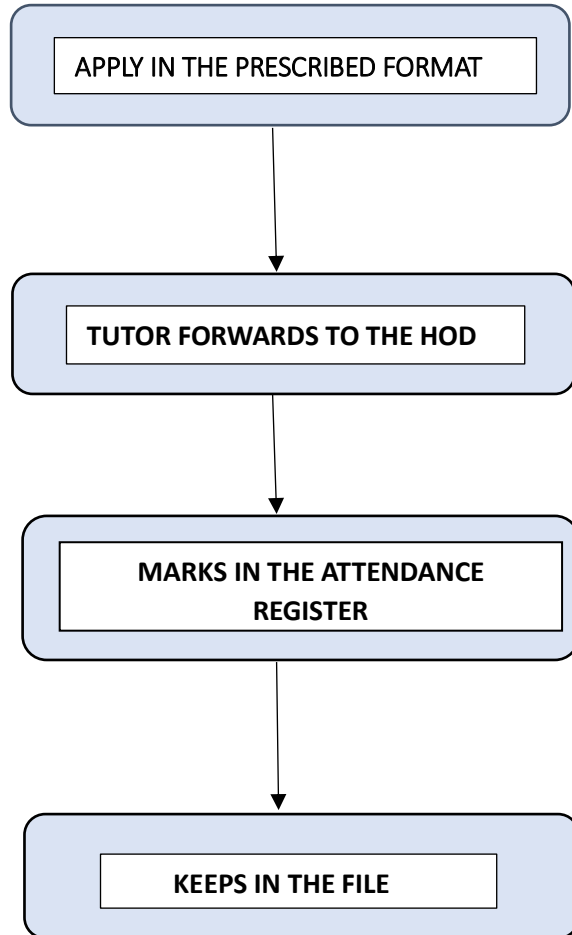 APPLY IN THE PRESCRIBED FORMAT
TUTOR FORWARDS TO THE HOD
MARKS IN THE ATTENDANCE
REGISTER
KEEPS IN THE FILE